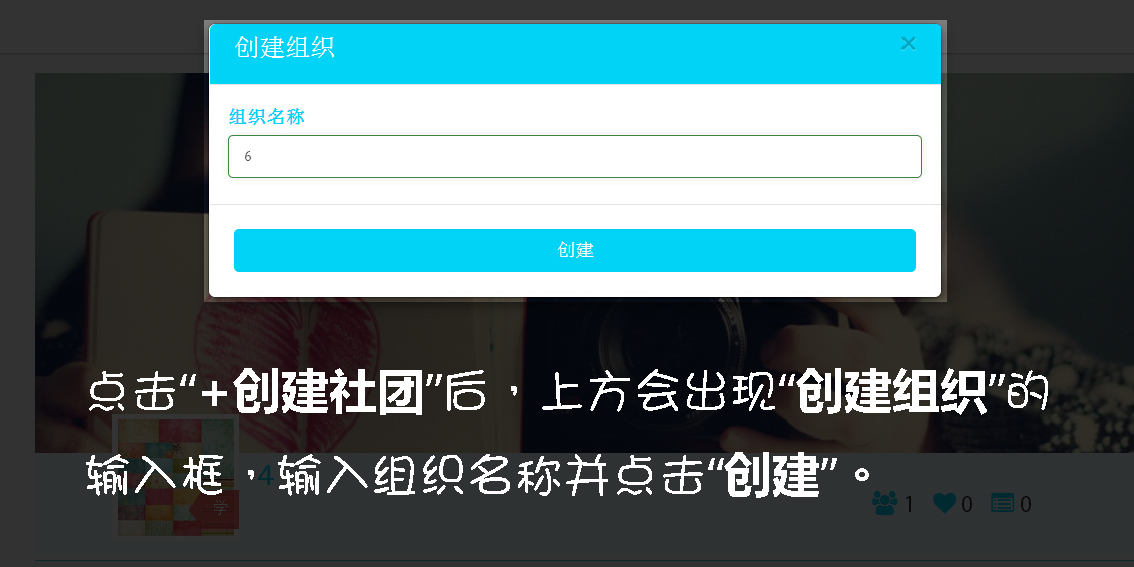 创建组织
×
组织名称
6
创建
点击“+创建社团”后，上方会出现“创建组织”的
输入框，输入组织名称并点击“创建”。
4
学
1 0 0